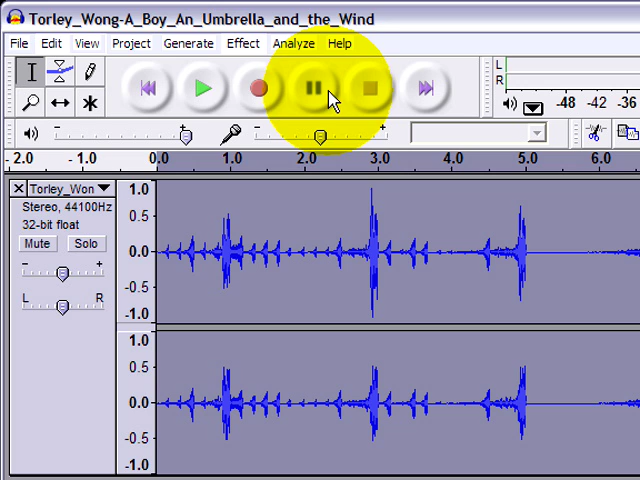 Torley_Wong-A_Boy_An_Umbrella_and_the_Wind
File Edit View Project Generate Effect Analyze Help
L
R
-48 -42 -36
- + - +
- 2.0 -1.0 0.0 1.0 2.0 3.0 4.0 5.0 6.0
Torley_Won
Stereo, 44100Hz
32-bit float
Mute Solo
- +
L R
1.0
0.5
0.0
-0.5
-1.0
1.0
0.5
0.0
-0.5
-1.0